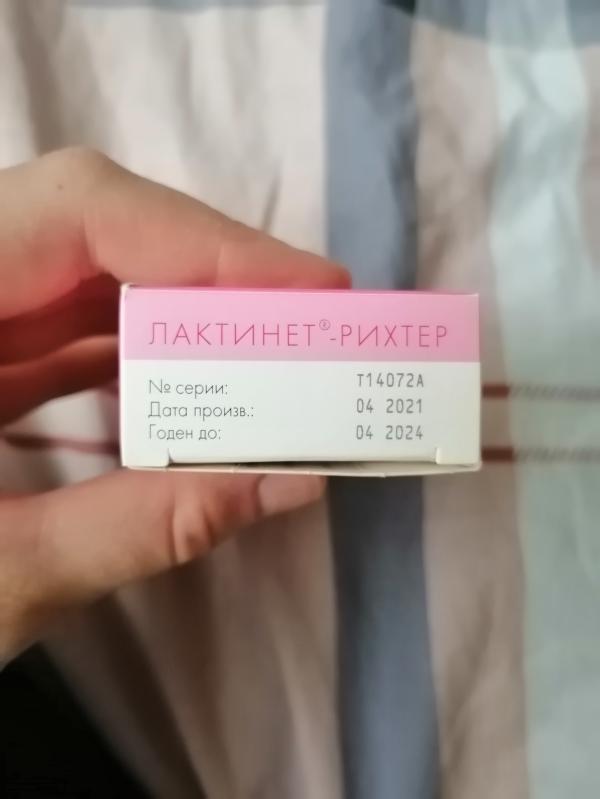 ЛАКТИНЕТ®-РИХТЕР
№ серии: T14072A
Дата произв.: 04 2021
Годен до: 04 2024